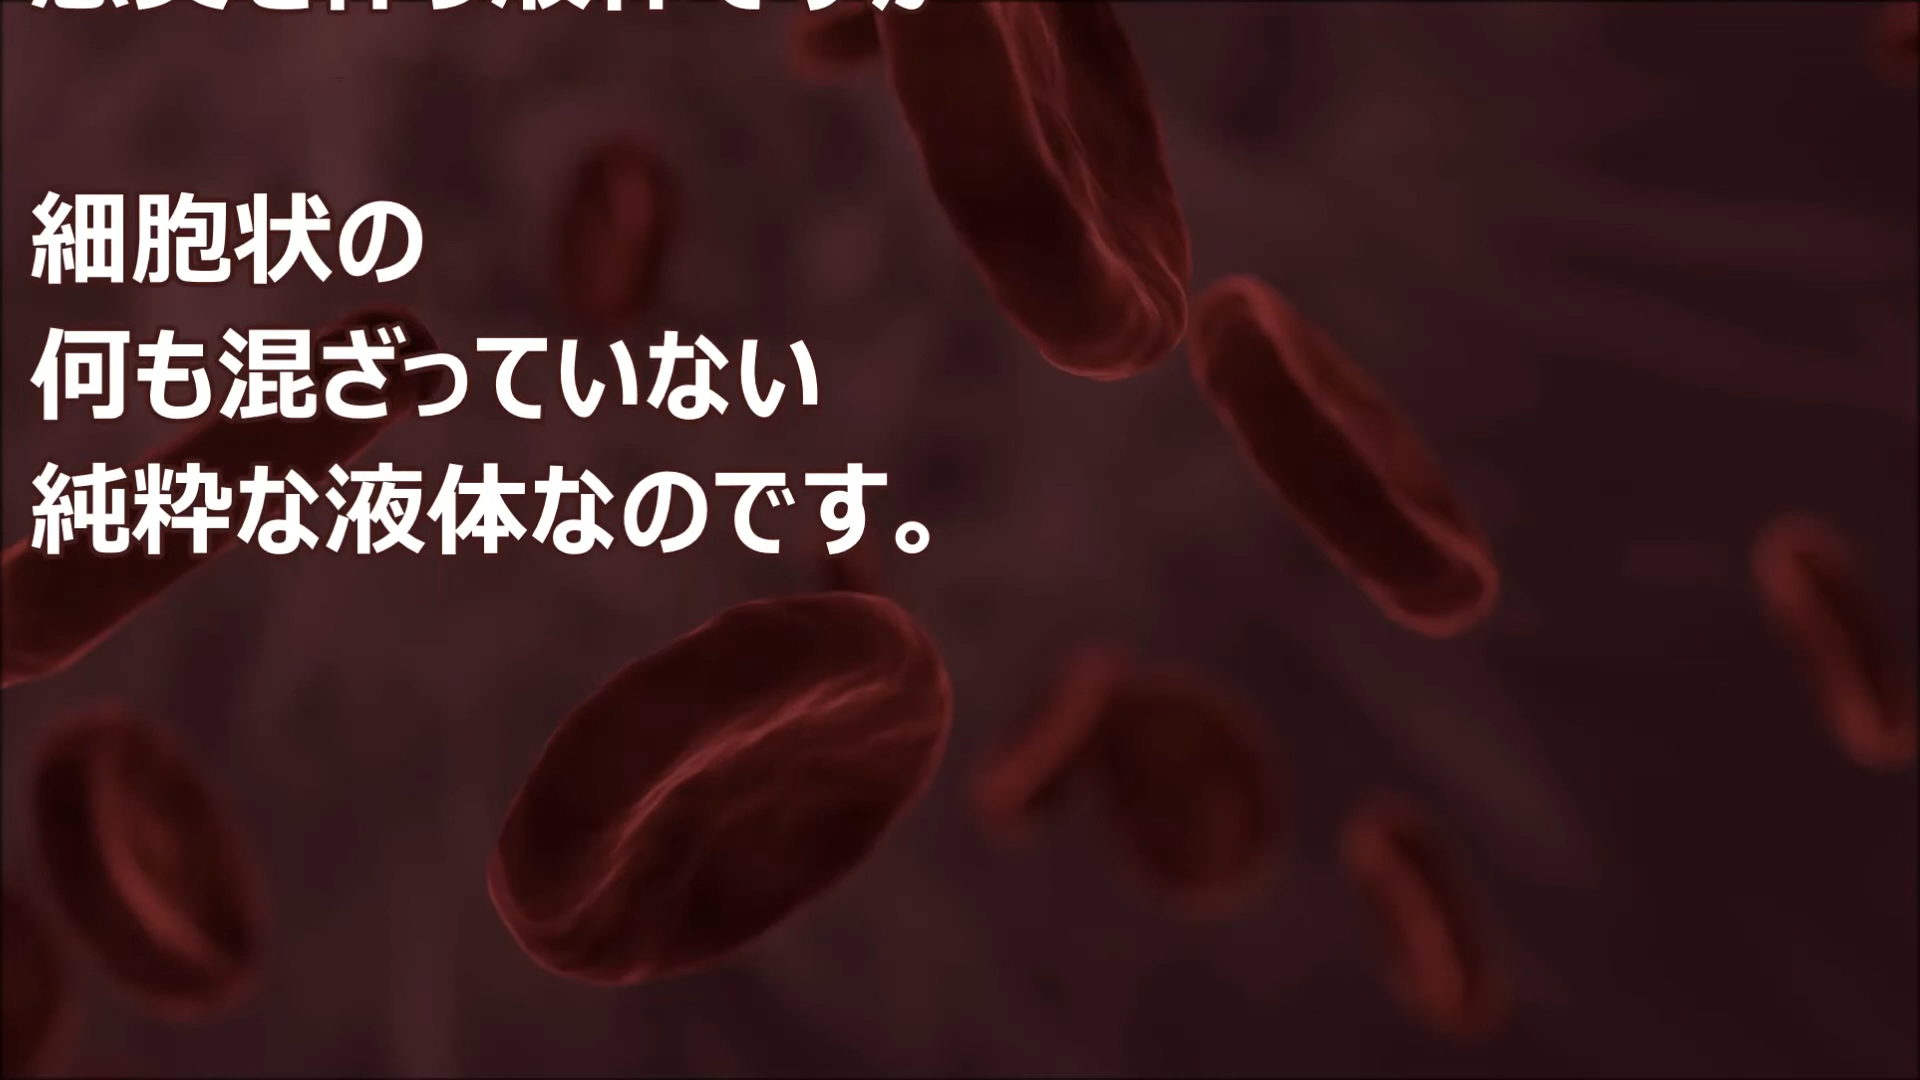 細胞状の
何も混ざっていない
純粋な液体なのです。